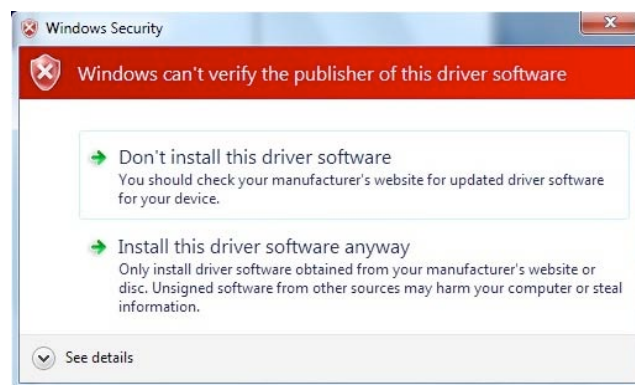 Windows Security
Windows can't verify the publisher of this driver software
Don't install this driver software
You should check your manufacturer's website for updated driver software
for your device.
Install this driver software anyway
Only install driver software obtained from your manufacturer's website or
disc. Unsigned software from other sources may harm your computer or steal
information.
See details